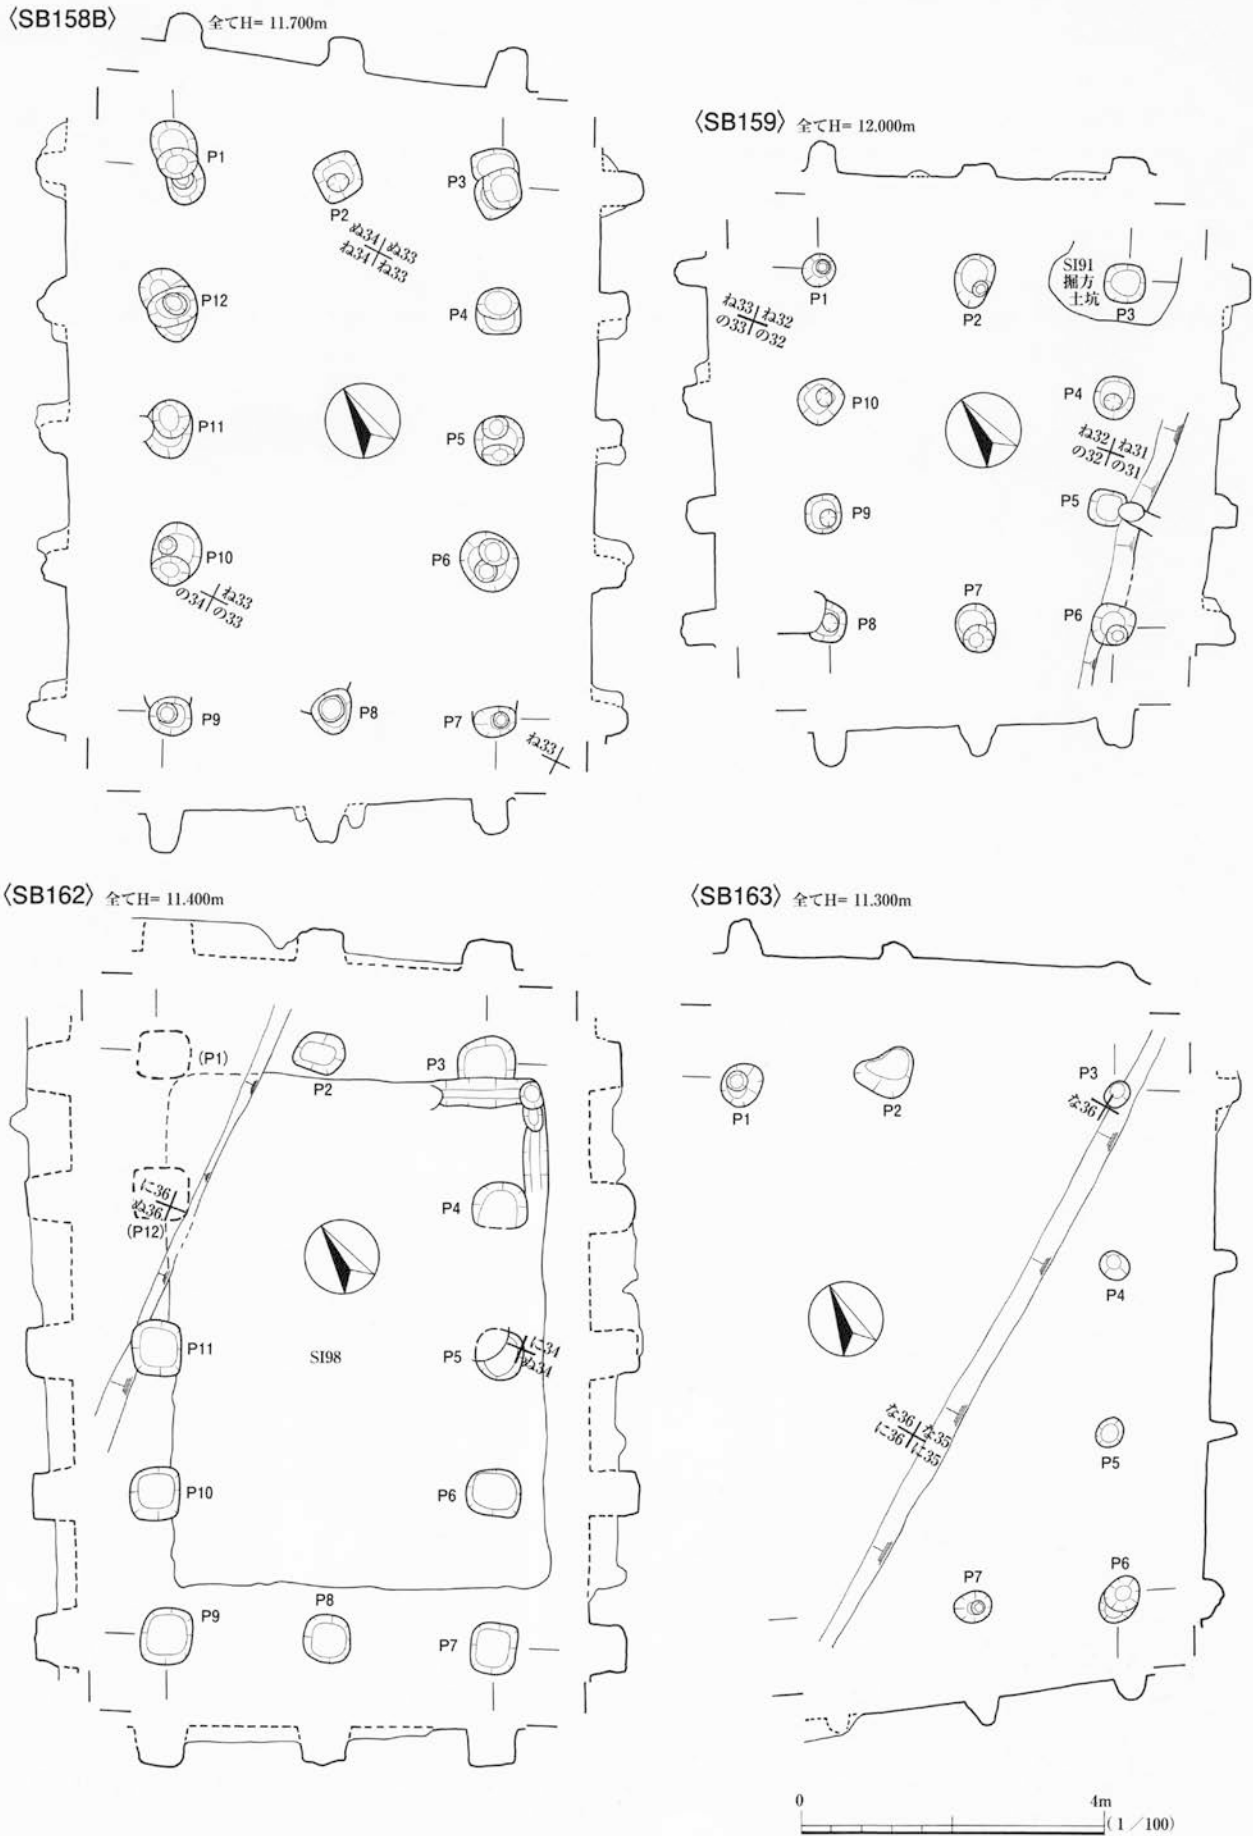 〈SB158B〉 全てH= 11.700m
P1
P2
P3
ぬ34 ぬ33
ね34 ね33
P12
P4
P11
P5
P10
P6
ね33
の34 の33
P9
P8
P7
ね33
〈SB159〉 全てH= 12.000m
P1
P2
SI91
掘方
土坑
P3
ね33 ね32
の33 の32
P10
P4
ね32 ね31
の32 の31
P9
P5
P8
P7
P6
〈SB162〉 全てH= 11.400m
(P1)
P2
P3
に36
ぬ36
(P12)
P4
P11
SI98
P5
に34
ぬ34
P10
P6
P9
P8
P7
〈SB163〉 全てH= 11.300m
P1
P2
P3
な36
P4
な36 な35
に36 に35
P5
P7
P6
0 4m
(1/100)